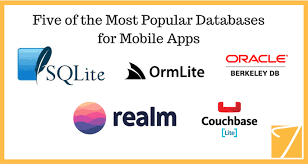 Five of the Most Popular Databases
for Mobile Apps
SQLite
OrmLite
ORACLE
BERKELEY DB
realm
Couchbase
[Lite]